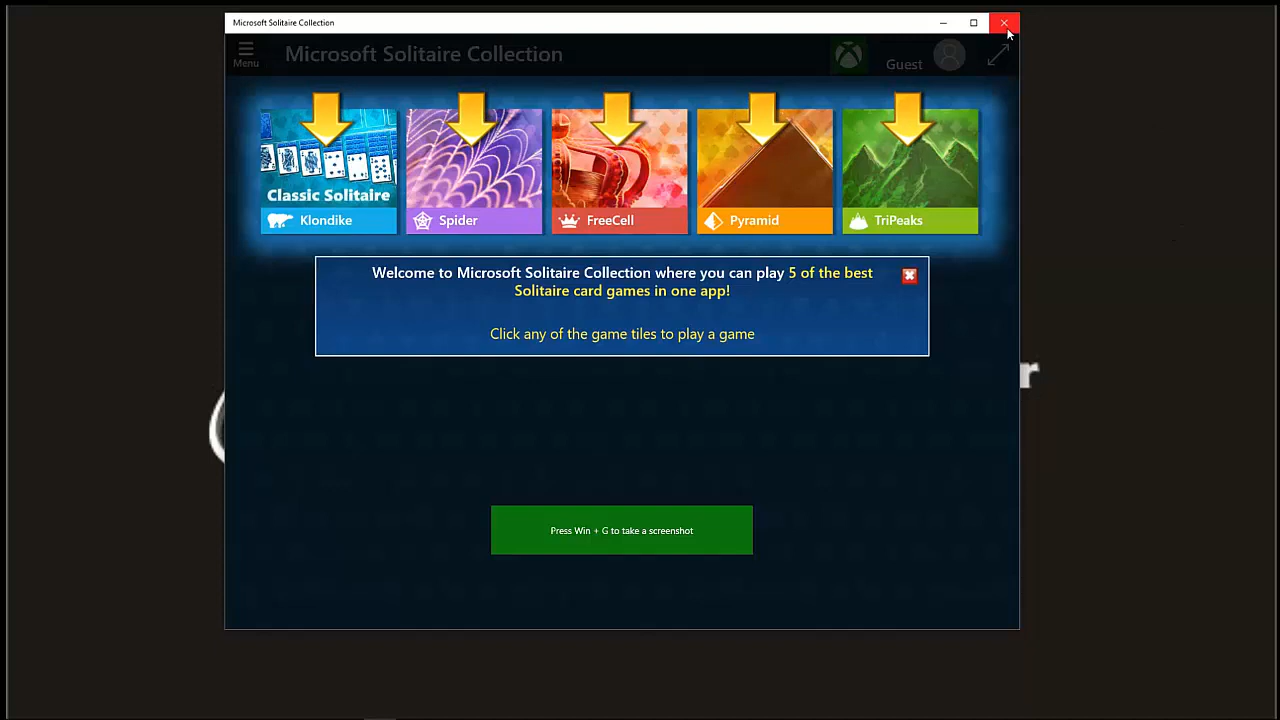 Microsoft Solitaire Collection
Menu
Microsoft Solitaire Collection
Guest
Classic Solitaire
Klondike
Spider
FreeCell
Pyramid
TriPeaks
Welcome to Microsoft Solitaire Collection where you can play 5 of the best
Solitaire card games in one app!
Click any of the game tiles to play a game
Press Win + G to take a screenshot